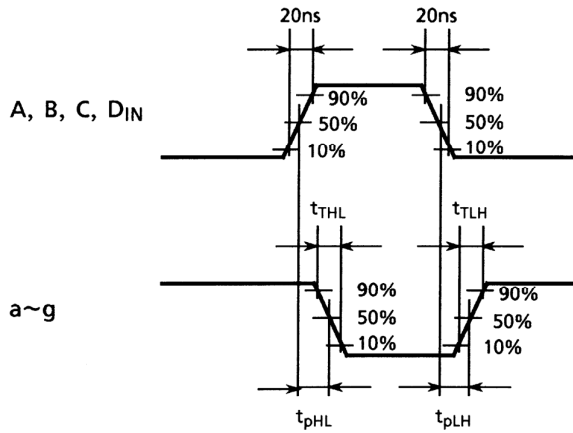 20ns 20ns
90% 90%
A, B, C, DIN 50% 50%
10% 10%
tTHL tTLH
90% 90%
a~g 50% 50%
10% 10%
tpHL tpLH